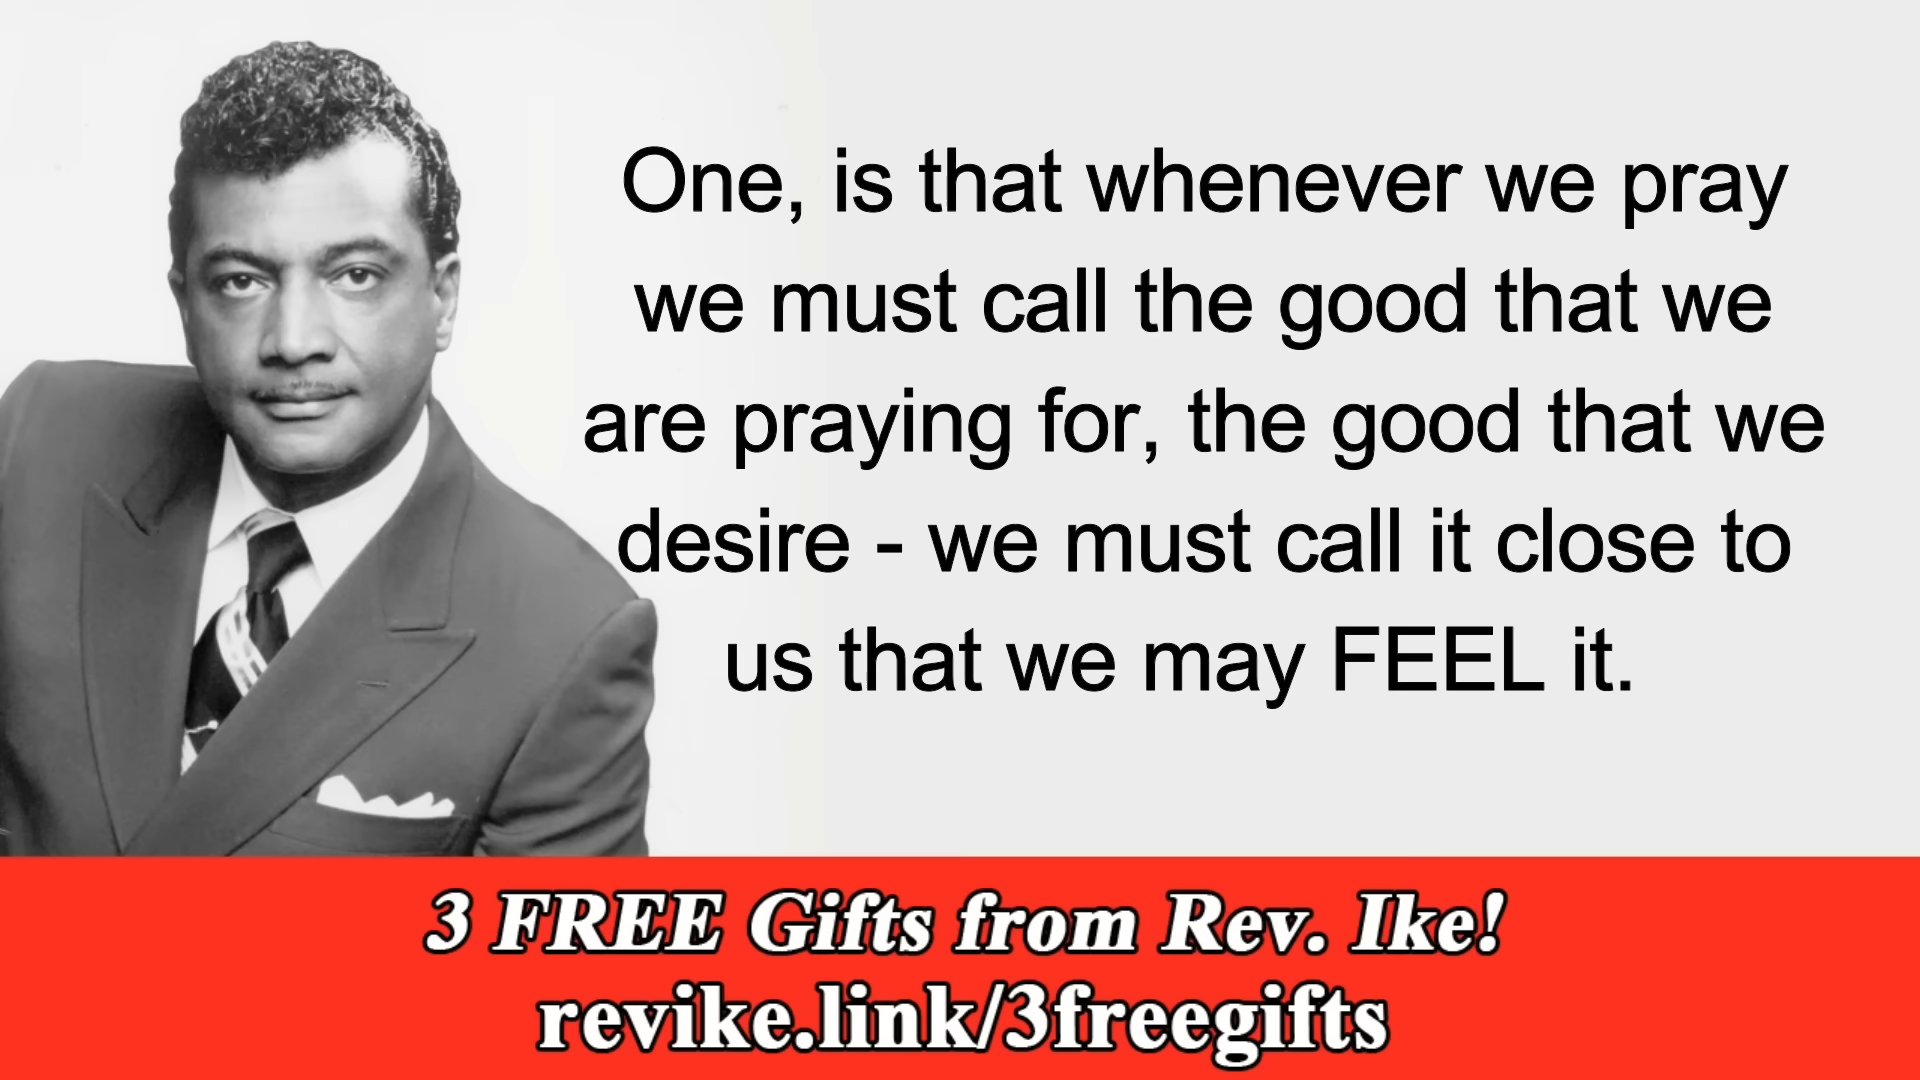 One, is that whenever we pray
we must call the good that we
are praying for, the good that we
desire - we must call it close to
us that we may FEEL it.
3 FREE Gifts from Rev. Ike!
revike.link/3freegifts